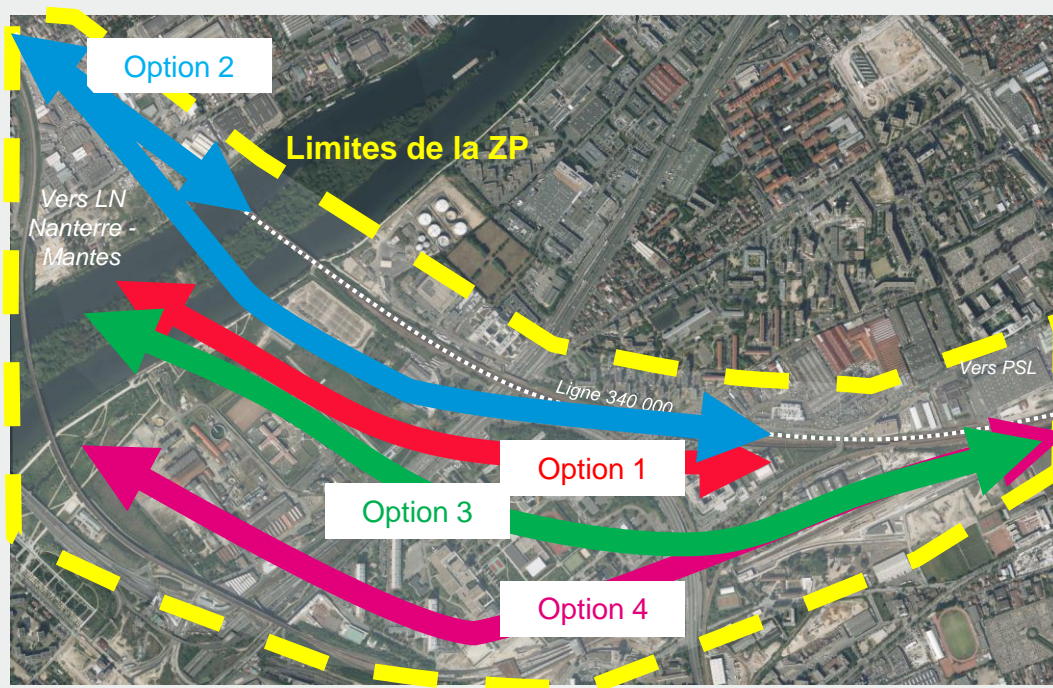 Option 2
Limites de la ZP
Vers LN
Nanterre -
Mantes
Vers PSL
Ligne 340 000
Option 1
Option 3
Option 4